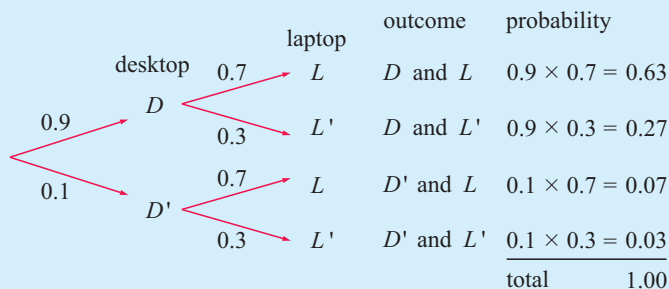 outcome probability
laptop
desktop
0.7 L D and L 0.9 × 0.7 = 0.63
D
0.9 0.3 L' D and L' 0.9 × 0.3 = 0.27
0.1 0.7 L D' and L 0.1 × 0.7 = 0.07
D'
0.3 L' D' and L' 0.1 × 0.3 = 0.03
total 1.00